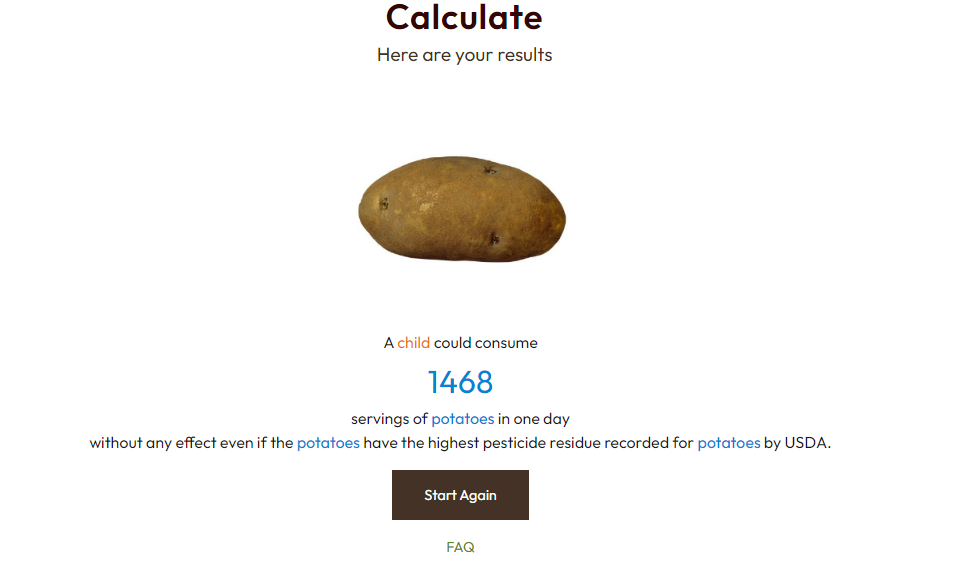 Calculate
Here are your results
A child could consume
1468
servings of potatoes in one day
without any effect even if the potatoes have the highest pesticide residue recorded for potatoes by USDA.
Start Again
FAQ